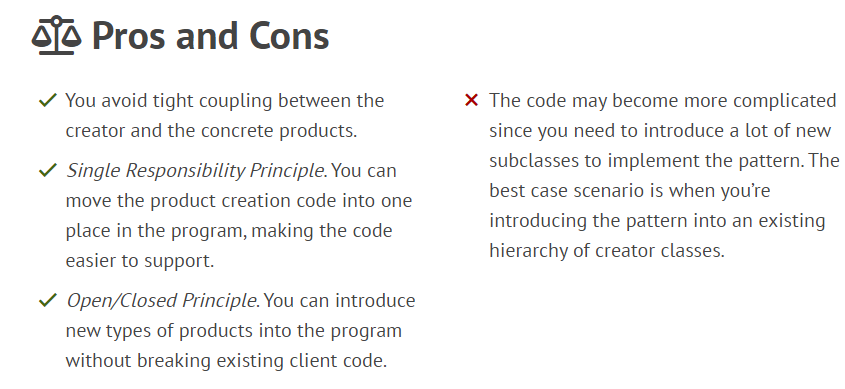 Pros and Cons
You avoid tight coupling between the
creator and the concrete products.
Single Responsibility Principle. You can
move the product creation code into one
place in the program, making the code
easier to support.
Open/Closed Principle. You can introduce
new types of products into the program
without breaking existing client code.
The code may become more complicated
since you need to introduce a lot of new
subclasses to implement the pattern. The
best case scenario is when you’re
introducing the pattern into an existing
hierarchy of creator classes.